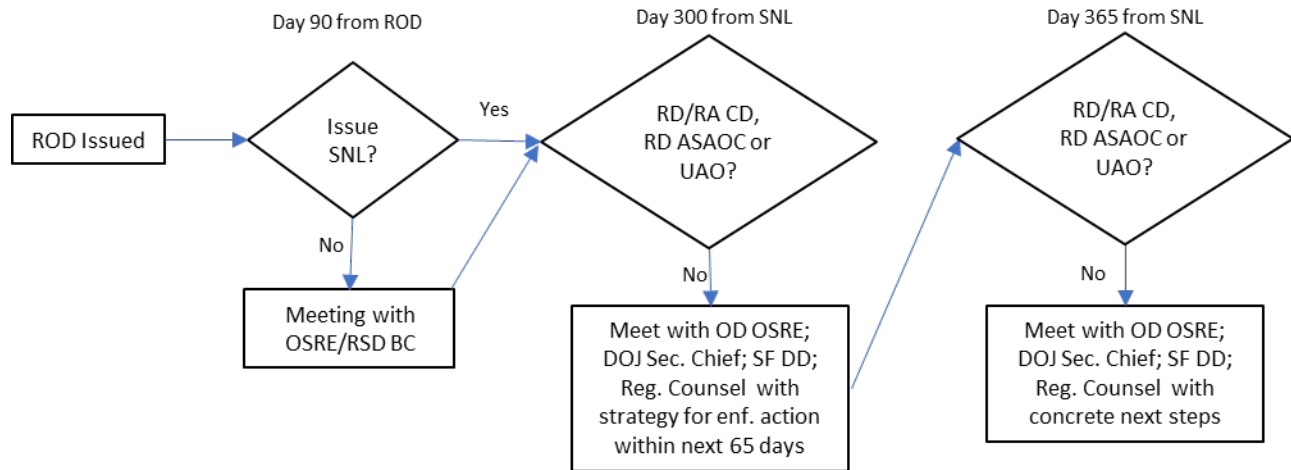 Day 90 from ROD
Day 300 from SNL
Day 365 from SNL
ROD Issued
Issue
SNL?
Yes
No
Meeting with
OSRE/RSD BC
RD/RA CD,
RD ASAOC or
UAO?
No
Meet with OD OSRE;
DOJ Sec. Chief; SF DD;
Reg. Counsel with
strategy for enf. action
within next 65 days
RD/RA CD,
RD ASAOC or
UAO?
No
Meet with OD OSRE;
DOJ Sec. Chief; SF DD;
Reg. Counsel with
concrete next steps